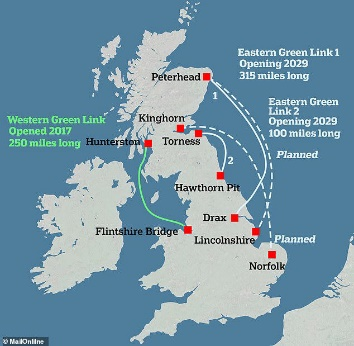 Eastern Green Link 1
Opening 2029
315 miles long
Peterhead
1
Eastern Green
Link 2
Opening 2029
100 miles long
Western Green Link
Opened 2017
250 miles long
Kinghorn
Hunterston
Torness
Planned
2
Hawthorn Pit
Drax
Flintshire Bridge
Lincolnshire
Planned
Norfolk
© MailOnline